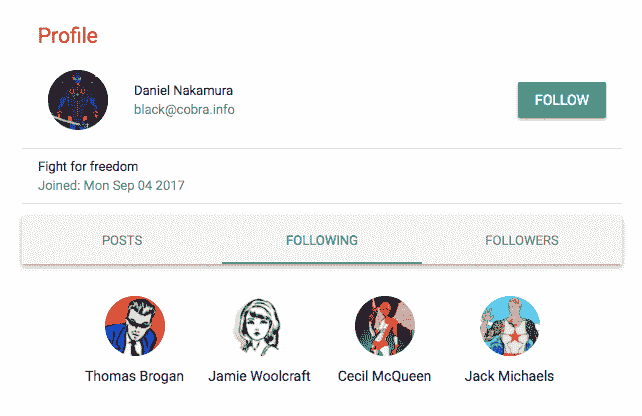 Profile
Daniel Nakamura
black@cobra.info
FOLLOW
Fight for freedom
Joined: Mon Sep 04 2017
POSTS FOLLOWING FOLLOWERS
Thomas Brogan Jamie Woolcraft Cecil McQueen Jack Michaels